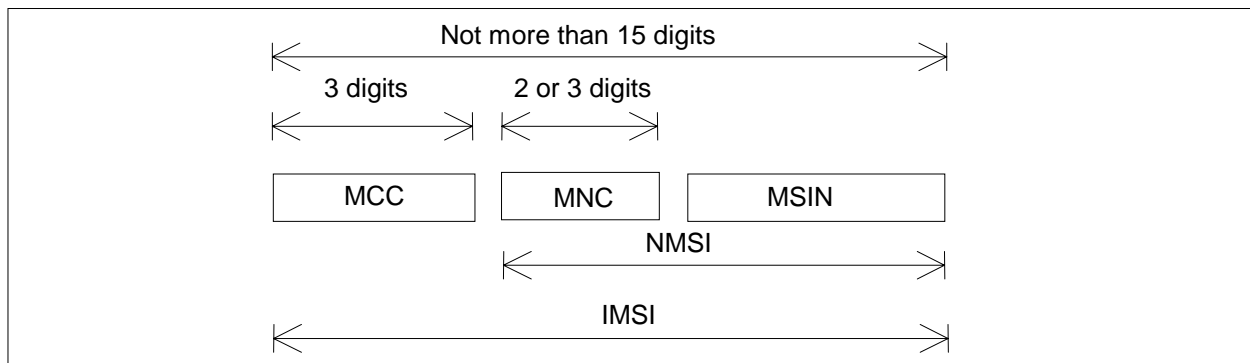 Not more than 15 digits
3 digits
2 or 3 digits
MCC
MNC
MSIN
NMSI
IMSI